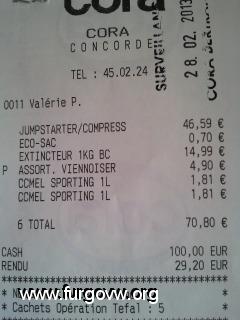 cora
CORA
CONCORDE
TEL : 45.02.24
SURVEILLAN
28. 02. 2013
CORA
0011 Valérie P.
JUMPSTARTER/COMPRESS 46,59 €
ECO-SAC 0,70 €
EXTINCTEUR 1KG BC 14,99 €
P ASSORT. VIENNOISER 4,90 €
CCMEL SPORTING 1L 1,81 €
CCMEL SPORTING 1L 1,81 €
6 TOTAL 70,80 €
CASH 100,00 EUR
RENDU 29,20 EUR
www.furgovw.org
* Cachets Opération Tefal : 5 *